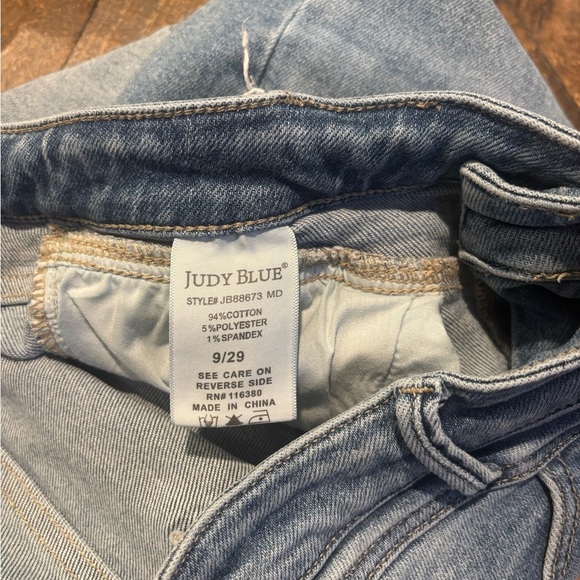 JUDY BLUE®
STYLE# JB88673 MD
94%COTTON
5%POLYESTER
1%SPANDEX
9/29
SEE CARE ON
REVERSE SIDE
RN# 116380
MADE IN CHINA